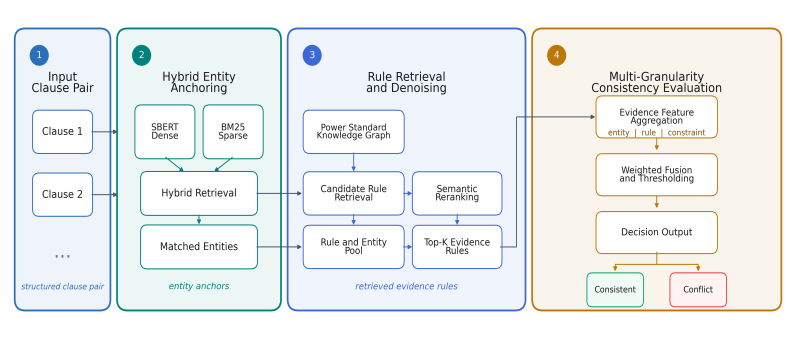 1
Input
Clause Pair
Clause 1
Clause 2
...
structured clause pair
2
Hybrid Entity
Anchoring
SBERT
Dense
BM25
Sparse
Hybrid Retrieval
Matched Entities
entity anchors
3
Rule Retrieval
and Denoising
Power Standard
Knowledge Graph
Candidate Rule
Retrieval
Semantic
Reranking
Rule and Entity
Pool
Top-K Evidence
Rules
retrieved evidence rules
4
Multi-Granularity
Consistency Evaluation
Evidence Feature
Aggregation
entity | rule | constraint
Weighted Fusion
and Thresholding
Decision Output
Consistent
Conflict